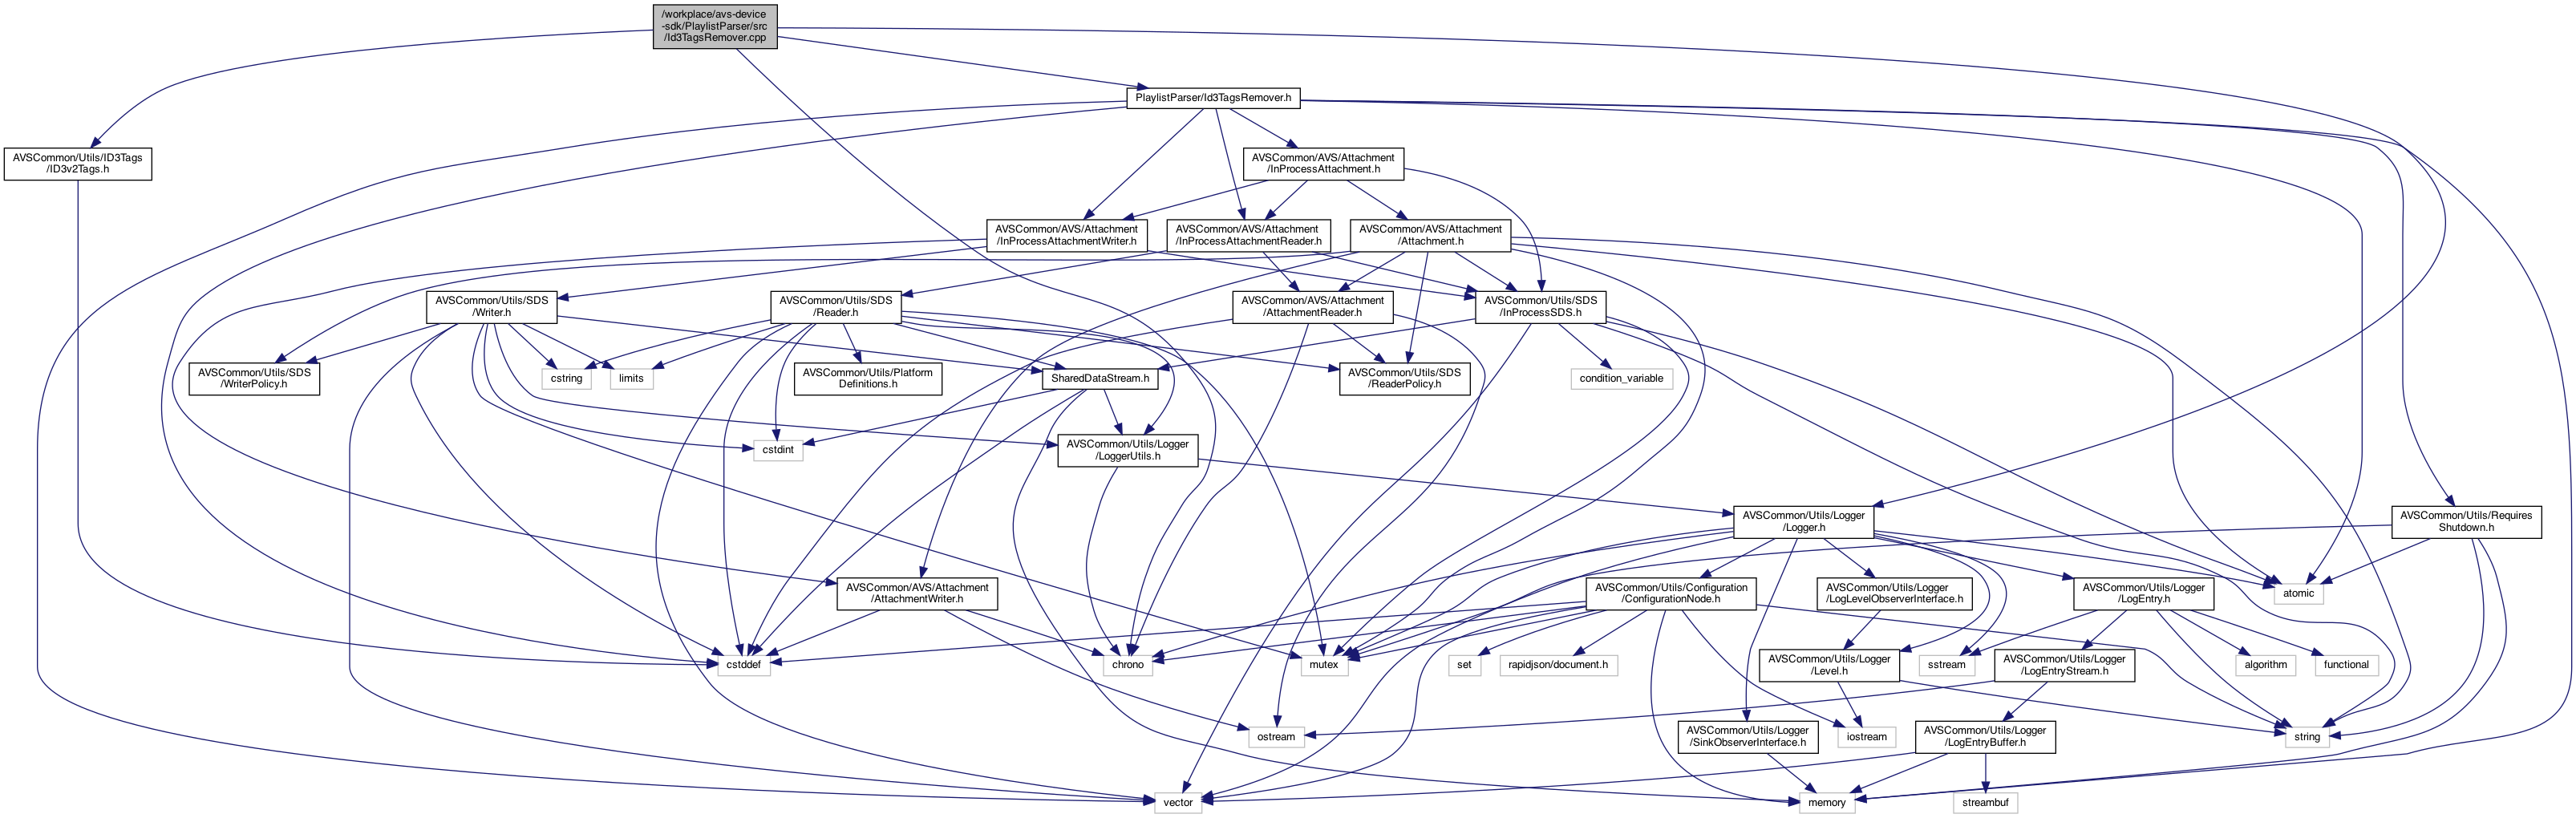 /workplace/avs-device
-sdk/PlaylistParser/src
/Id3TagsRemover.cpp
PlaylistParser/Id3TagsRemover.h
AVSCommon/Utils/ID3Tags
/ID3v2Tags.h
AVSCommon/AVS/Attachment
/InProcessAttachment.h
AVSCommon/AVS/Attachment
/InProcessAttachmentWriter.h
AVSCommon/AVS/Attachment
/InProcessAttachmentReader.h
AVSCommon/AVS/Attachment
/Attachment.h
AVSCommon/Utils/SDS
/Writer.h
AVSCommon/Utils/SDS
/Reader.h
AVSCommon/AVS/Attachment
/AttachmentReader.h
AVSCommon/Utils/SDS
/InProcessSDS.h
AVSCommon/Utils/SDS
/WriterPolicy.h
cstring
limits
AVSCommon/Utils/Platform
Definitions.h
SharedDataStream.h
AVSCommon/Utils/SDS
/ReaderPolicy.h
condition_variable
cstdint
AVSCommon/Utils/Logger
/LoggerUtils.h
AVSCommon/Utils/Logger
/Logger.h
AVSCommon/Utils/Requires
Shutdown.h
AVSCommon/AVS/Attachment
/AttachmentWriter.h
AVSCommon/Utils/Configuration
/ConfigurationNode.h
AVSCommon/Utils/Logger
/LogLevelObserverInterface.h
AVSCommon/Utils/Logger
/LogEntry.h
atomic
cstddef
chrono
mutex
set
rapidjson/document.h
AVSCommon/Utils/Logger
/Level.h
sstream
AVSCommon/Utils/Logger
/LogEntryStream.h
algorithm
functional
ostream
AVSCommon/Utils/Logger
/SinkObserverInterface.h
iostream
AVSCommon/Utils/Logger
/LogEntryBuffer.h
string
vector
memory
streambuf